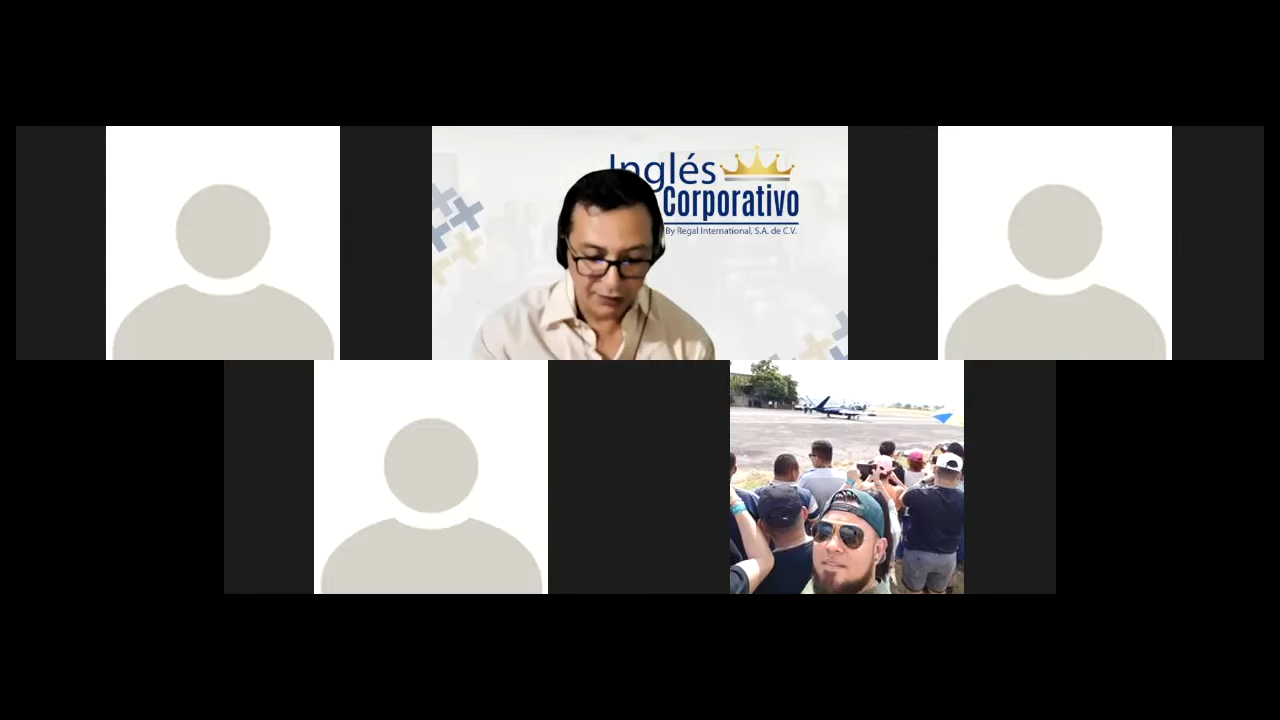 Inglés
Corporativo
By Regal International, S.A. de C.V.